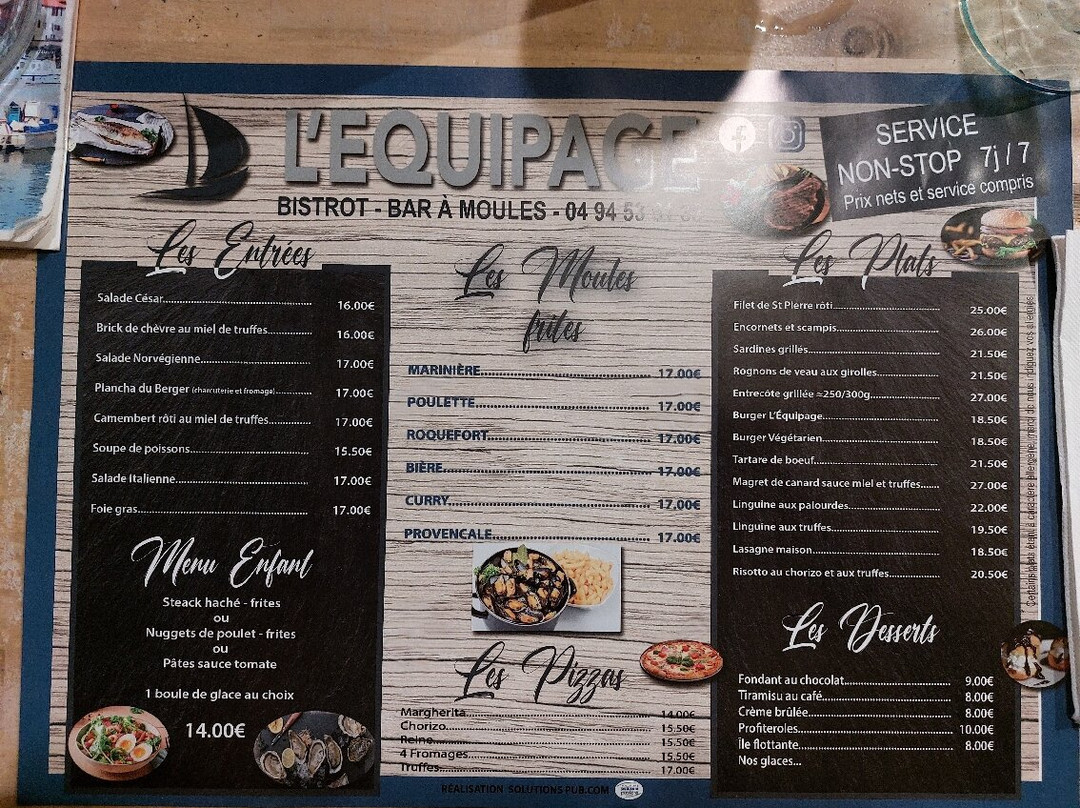 L'EQUIPAGE
BISTROT - BAR À MOULES - 04 94 53
SERVICE
NON-STOP 7j / 7
Prix nets et service compris
Les Entrées
Salade César 16.00€
Brick de chèvre au miel de truffes 16.00€
Salade Norvégienne 17.00€
Plancha du Berger (charcuterie et fromage) 17.00€
Camembert rôti au miel de truffes 17.00€
Soupe de poissons 15.50€
Salade Italienne 17.00€
Foie gras 17.00€
Menu Enfant
Steack haché - frites
ou
Nuggets de poulet - frites
ou
Pâtes sauce tomate
1 boule de glace au choix
14.00€
Les Moules
frites
MARINIÈRE 17.00€
POULETTE 17.00€
ROQUEFORT 17.00€
BIÈRE 17.00€
CURRY 17.00€
PROVENCALE 17.00€
Les Pizzas
Margherita 14.00€
Chorizo 15.50€
Reine 15.50€
4 Fromages 15.50€
Truffes 17.00€
Les Plats
Filet de St Pierre rôti 25.00€
Encornets et scampis 26.00€
Sardines grillés 21.50€
Rognons de veau aux girolles 21.50€
Entrecôte grillée ≈250/300g 27.00€
Burger L'Équipage 18.50€
Burger Végétarien 18.50€
Tartare de boeuf 21.50€
Magret de canard sauce miel et truffes 27.00€
Linguine aux palourdes 22.00€
Linguine aux truffes 19.50€
Lasagne maison 18.50€
Risotto au chorizo et aux truffes 20.50€
Les Desserts
Fondant au chocolat 9.00€
Tiramisu au café 8.00€
Crème brûlée 8.00€
Profiteroles 10.00€
Île flottante 8.00€
Nos glaces...
Certains plats étant à caractère allergène, merci de nous indiquez vos allergies
RÉALISATION SOLUTIONS-PUB.COM